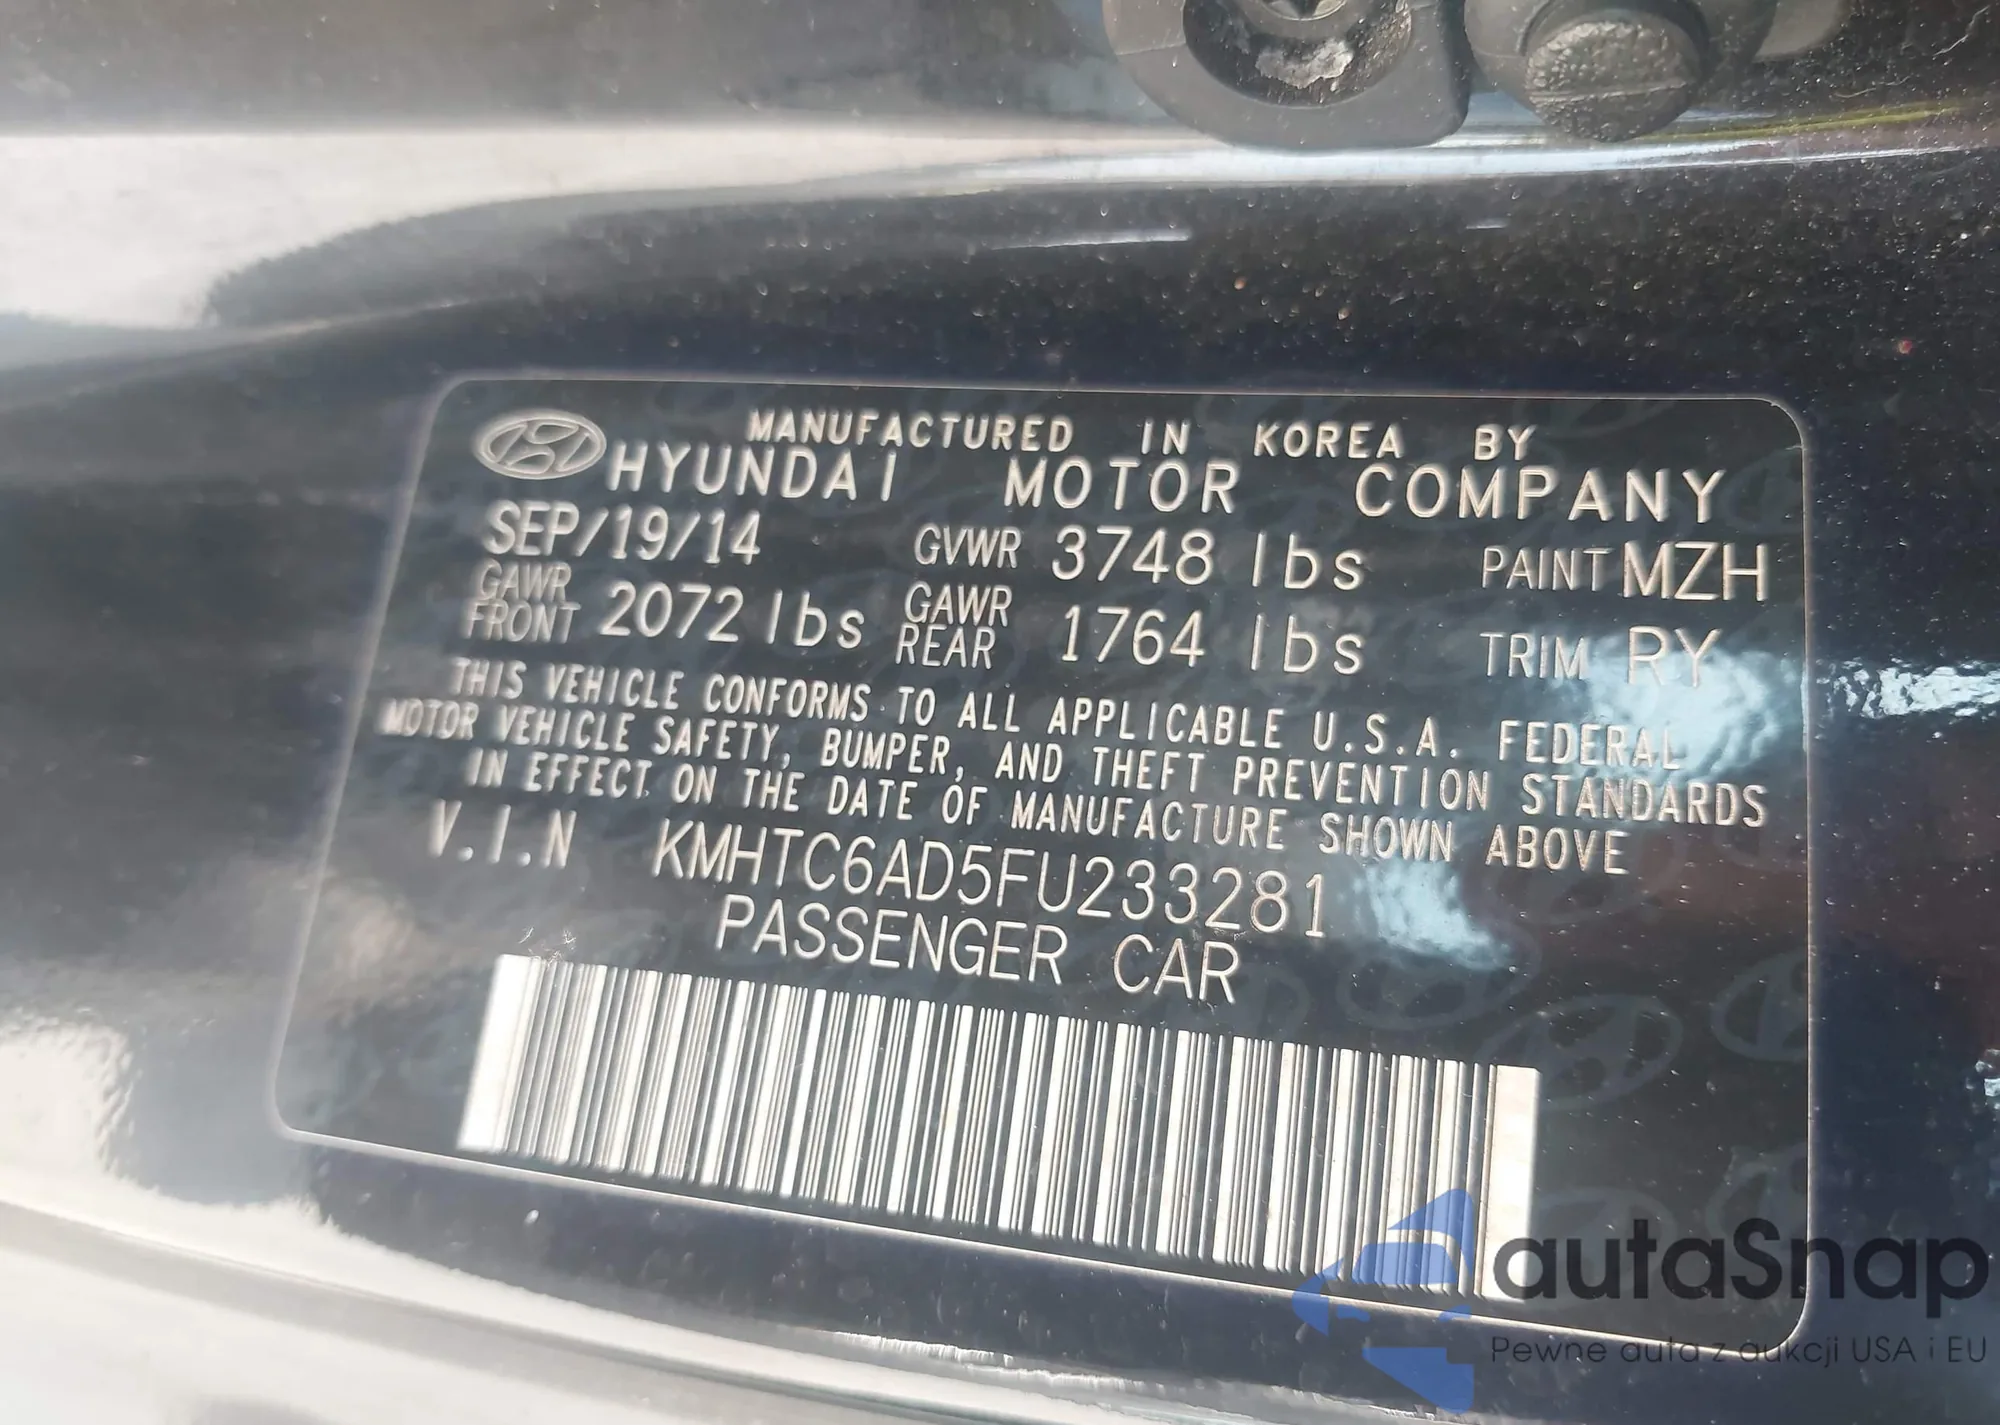 MANUFACTURED IN KOREA BY
HYUNDAI MOTOR COMPANY
SEP/19/14 GVWR 3748 lbs PAINT MZH
GAWR FRONT 2072 lbs GAWR REAR 1764 lbs TRIM RY
THIS VEHICLE CONFORMS TO ALL APPLICABLE U.S.A. FEDERAL
MOTOR VEHICLE SAFETY, BUMPER, AND THEFT PREVENTION STANDARDS
IN EFFECT ON THE DATE OF MANUFACTURE SHOWN ABOVE
V.I.N KMHTC6AD5FU233281
PASSENGER CAR
autaSnap
Pewne auta z aukcji USA i EU